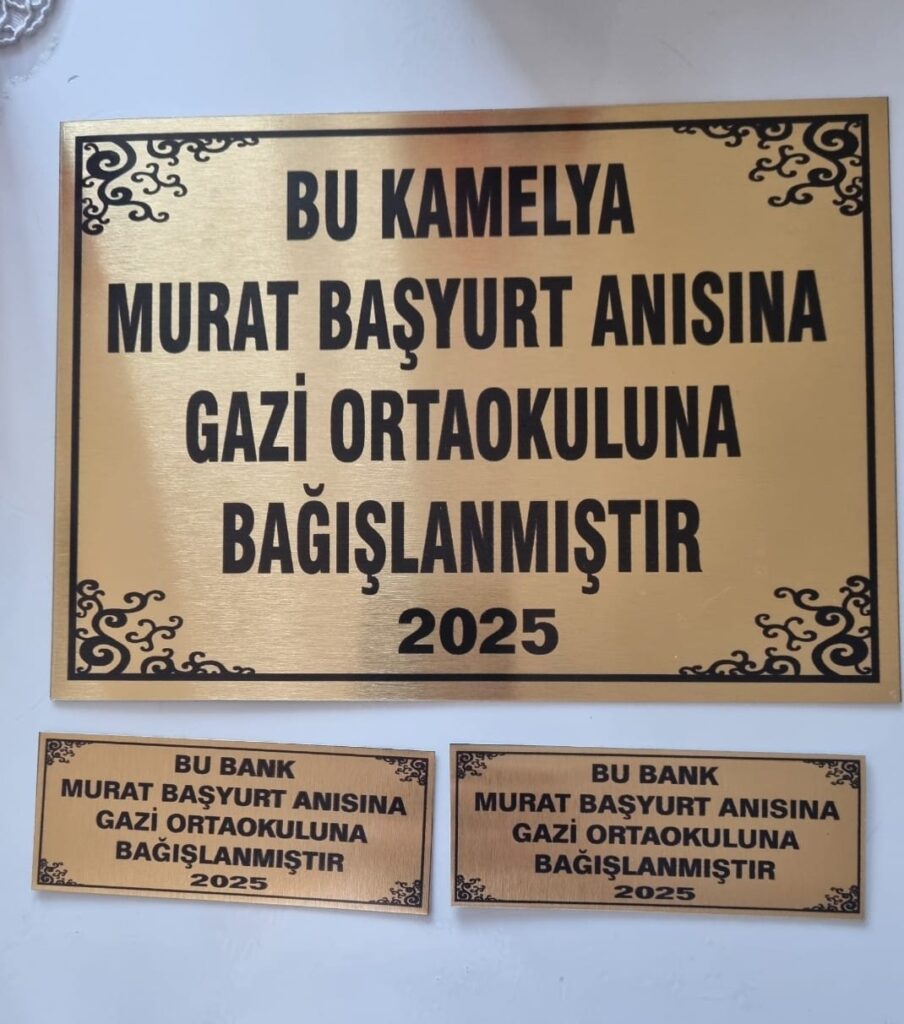 BU KAMELYA
MURAT BAŞYURT ANISINA
GAZİ ORTAOKULUNA
BAĞIŞLANMIŞTIR
2025
BU BANK
MURAT BAŞYURT ANISINA
GAZİ ORTAOKULUNA
BAĞIŞLANMIŞTIR
2025
BU BANK
MURAT BAŞYURT ANISINA
GAZİ ORTAOKULUNA
BAĞIŞLANMIŞTIR
2025